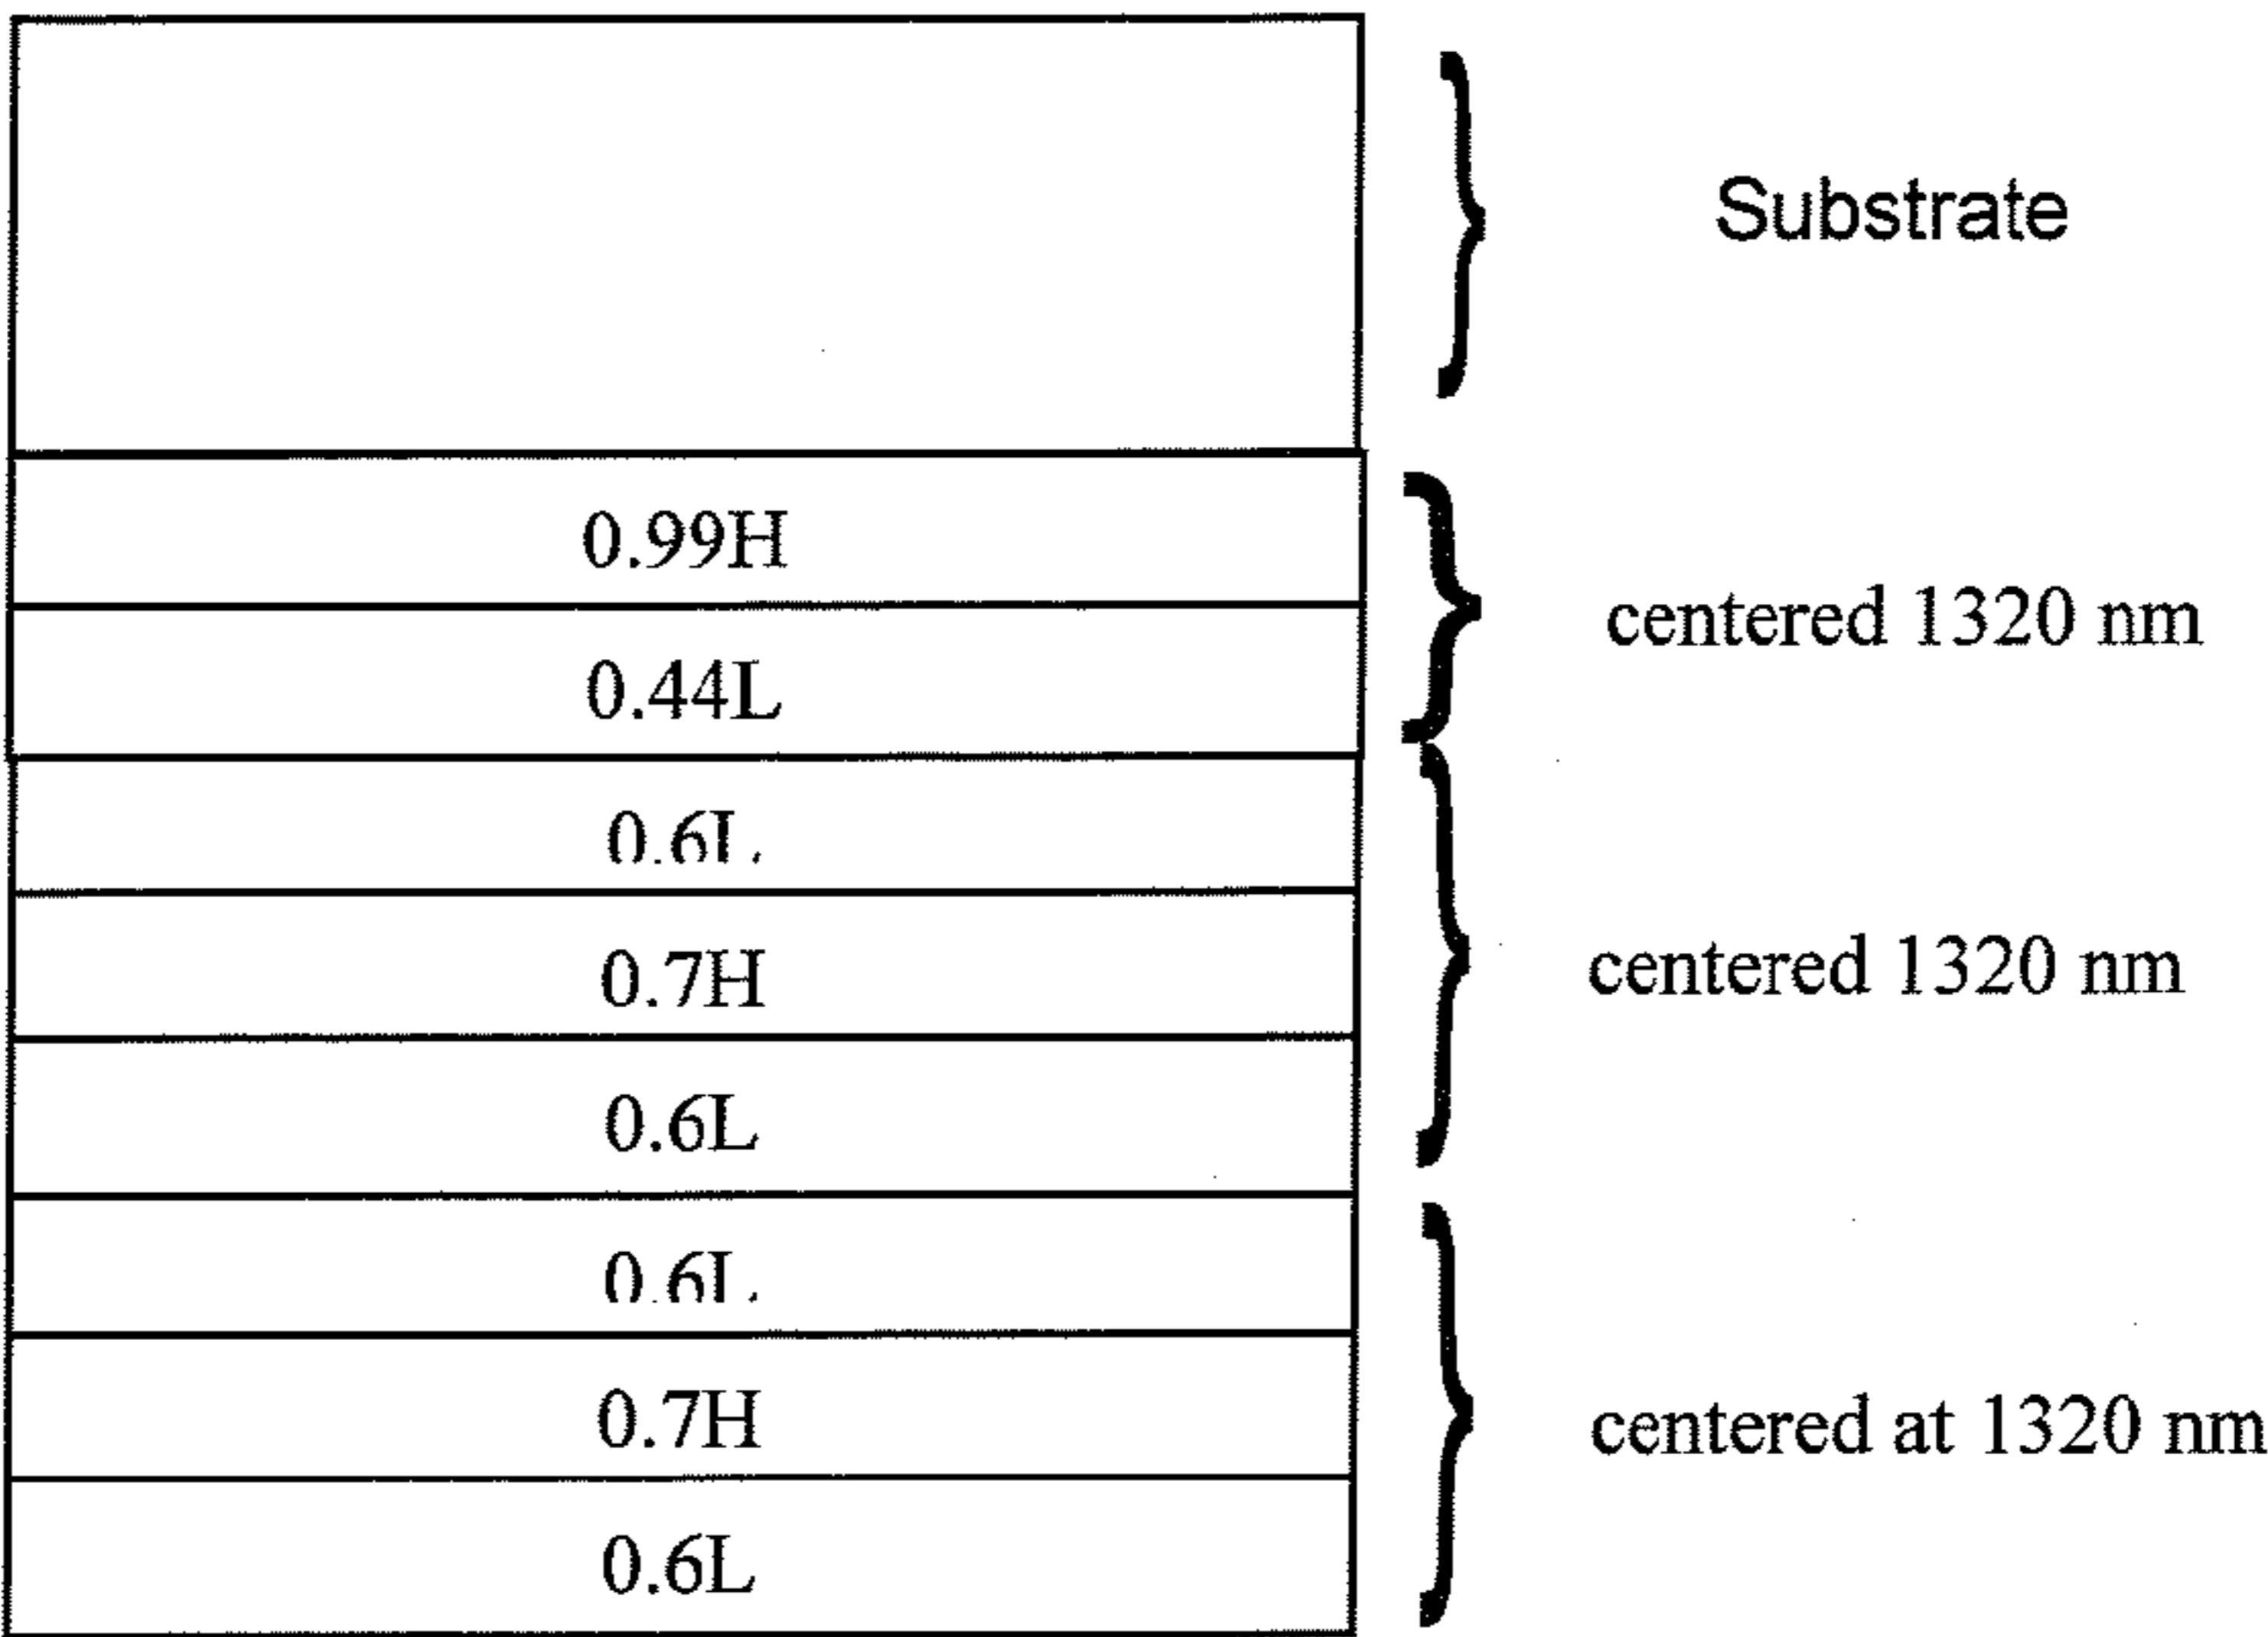 Substrate
0.99H
centered 1320 nm
0.44L
0.6L
0.7H
centered 1320 nm
0.6L
0.6L
0.7H
centered at 1320 nm
0.6L